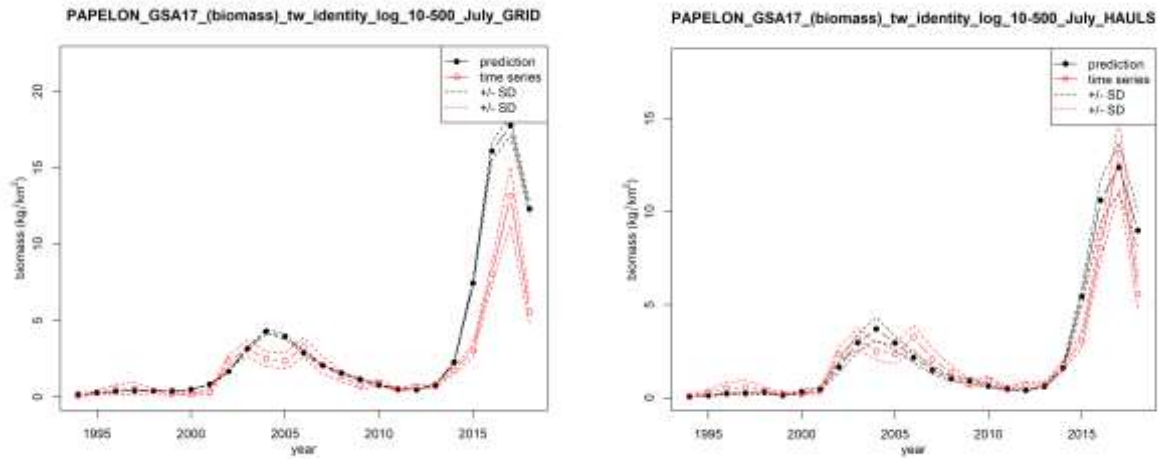 PAPELON_GSA17_(biomass)_tw_identity_log_10-500_July_GRID
prediction
time series
+/- SD
+/- SD
biomass (kg/km²)
0
5
10
15
20
1995
2000
2005
2010
2015
year
PAPELON_GSA17_(biomass)_tw_identity_log_10-500_July_HAULS
prediction
time series
+/- SD
+/- SD
biomass (kg/km²)
0
5
10
15
1995
2000
2005
2010
2015
year